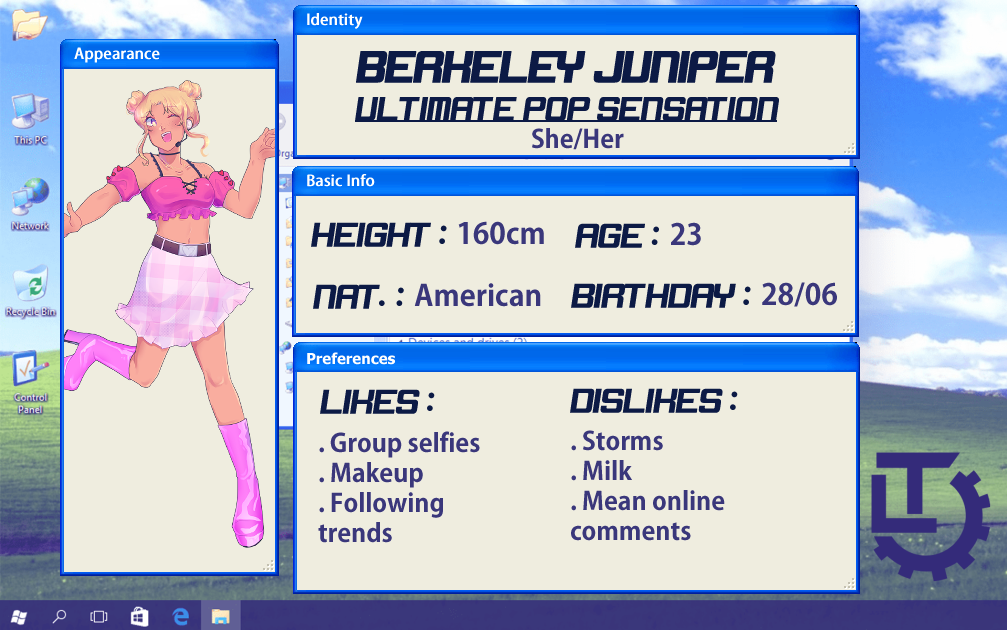 Identity
BERKELEY JUNIPER
ULTIMATE POP SENSATION
She/Her
Appearance
This PC
Network
Recycle Bin
Control
Panel
Orga
Basic Info
HEIGHT : 160cm
AGE : 23
NAT. : American
BIRTHDAY : 28/06
Devices and drives (2)
Preferences
LIKES :
. Group selfies
. Makeup
. Following
trends
DISLIKES :
. Storms
. Milk
. Mean online
comments
LT